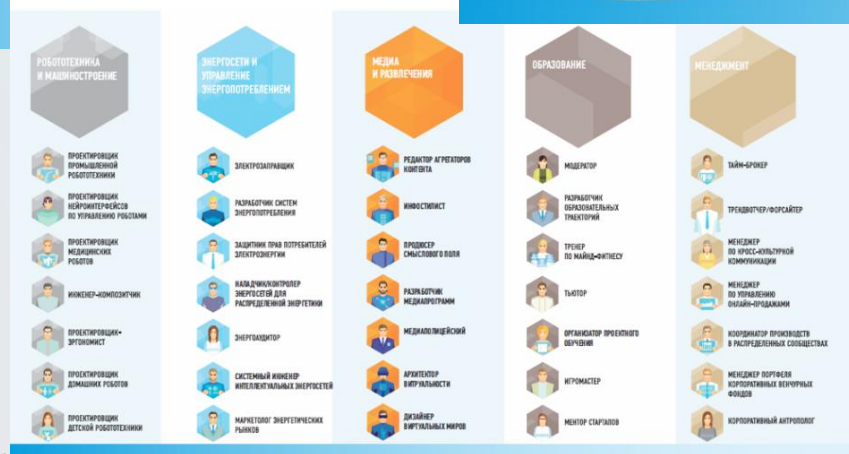 РОБОТОТЕХНИКА
И МАШИНОСТРОЕНИЕ
ПРОЕКТИРОВЩИК
ПРОМЫШЛЕННОЙ
РОБОТОТЕХНИКИ
ПРОЕКТИРОВЩИК
НЕЙРОИНТЕРФЕЙСОВ
ПО УПРАВЛЕНИЮ РОБОТАМИ
ПРОЕКТИРОВЩИК
МЕДИЦИНСКИХ
РОБОТОВ
ИНЖЕНЕР-КОМПОЗИТЧИК
ПРОЕКТИРОВЩИК-
ЭРГОНОМИСТ
ПРОЕКТИРОВЩИК
ДОМАШНИХ РОБОТОВ
ПРОЕКТИРОВЩИК
ДЕТСКОЙ РОБОТОТЕХНИКИ
ЭНЕРГОСЕТИ И
УПРАВЛЕНИЕ
ЭНЕРГОПОТРЕБЛЕНИЕМ
ЭЛЕКТРОЗАПРАВЩИК
РАЗРАБОТЧИК СИСТЕМ
ЭНЕРГОПОТРЕБЛЕНИЯ
ЗАЩИТНИК ПРАВ ПОТРЕБИТЕЛЕЙ
ЭЛЕКТРОЭНЕРГИИ
НАЛАДЧИК/КОНТРОЛЕР
ЭНЕРГОСЕТЕЙ ДЛЯ
РАСПРЕДЕЛЕННОЙ ЭНЕРГЕТИКИ
ЭНЕРГОАУДИТОР
СИСТЕМНЫЙ ИНЖЕНЕР
ИНТЕЛЛЕКТУАЛЬНЫХ ЭНЕРГОСЕТЕЙ
МАРКЕТОЛОГ ЭНЕРГЕТИЧЕСКИХ
РЫНКОВ
МЕДИА
И РАЗВЛЕЧЕНИЯ
РЕДАКТОР АГРЕГАТОРОВ
КОНТЕНТА
ИНФОСТИЛИСТ
ПРОДЮСЕР
СМЫСЛОВОГО ПОЛЯ
РАЗРАБОТЧИК
МЕДИАПРОГРАММ
МЕДИАПОЛИЦЕЙСКИЙ
АРХИТЕКТОР
ВИРТУАЛЬНОСТИ
ДИЗАЙНЕР
ВИРТУАЛЬНЫХ МИРОВ
ОБРАЗОВАНИЕ
МОДЕРАТОР
РАЗРАБОТЧИК
ОБРАЗОВАТЕЛЬНЫХ
ТРАЕКТОРИЙ
ТРЕНЕР
ПО МАЙНД-ФИТНЕСУ
ТЬЮТОР
ОРГАНИЗАТОР ПРОЕКТНОГО
ОБУЧЕНИЯ
ИГРОМАСТЕР
МЕНТОР СТАРТАПОВ
МЕНЕДЖМЕНТ
ТАЙМ-БРОКЕР
ТРЕНДВОТЧЕР/ФОРСАЙТЕР
МЕНЕДЖЕР
ПО КРОСС-КУЛЬТУРНОЙ
КОММУНИКАЦИИ
МЕНЕДЖЕР
ПО УПРАВЛЕНИЮ
ОНЛАЙН-ПРОДАЖАМИ
КООРДИНАТОР ПРОИЗВОДСТВ
В РАСПРЕДЕЛЕННЫХ СООБЩЕСТВАХ
МЕНЕДЖЕР ПОРТФЕЛЯ
КОРПОРАТИВНЫХ ВЕНЧУРНЫХ
ФОНДОВ
КОРПОРАТИВНЫЙ АНТРОПОЛОГ